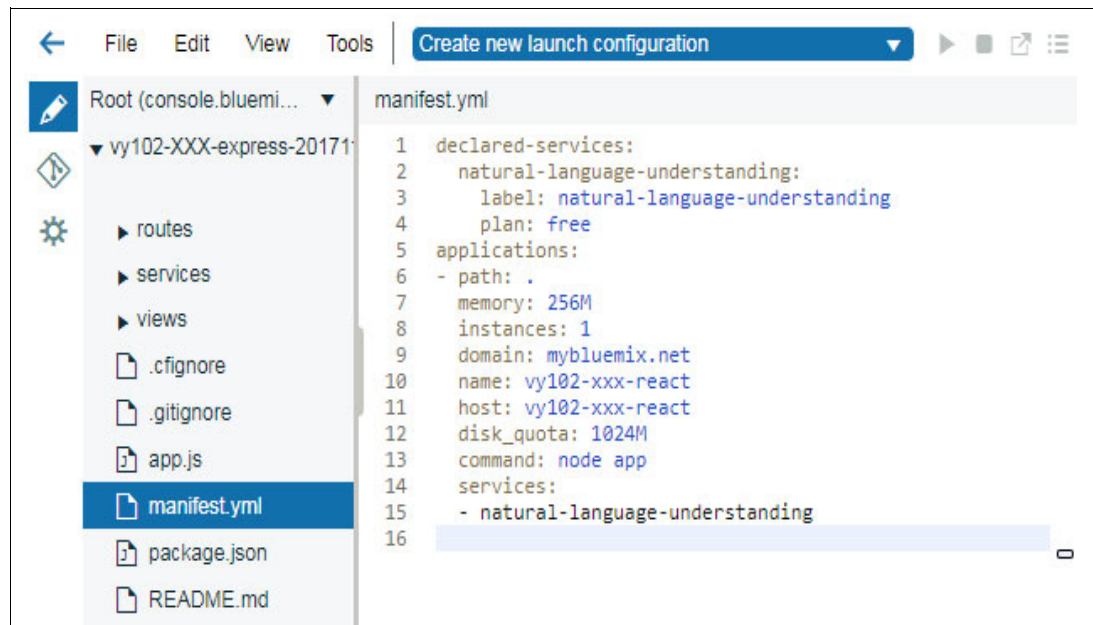 File Edit View Tools Create new launch configuration
Root (console.bluemi...
vy102-XXX-express-20171
routes
services
views
.cfignore
.gitignore
app.js
manifest.yml
package.json
README.md
manifest.yml
1 declared-services:
2   natural-language-understanding:
3     label: natural-language-understanding
4     plan: free
5 applications:
6 - path: .
7   memory: 256M
8   instances: 1
9   domain: mybluemix.net
10   name: vy102-xxx-react
11   host: vy102-xxx-react
12   disk_quota: 1024M
13   command: node app
14   services:
15   - natural-language-understanding
16